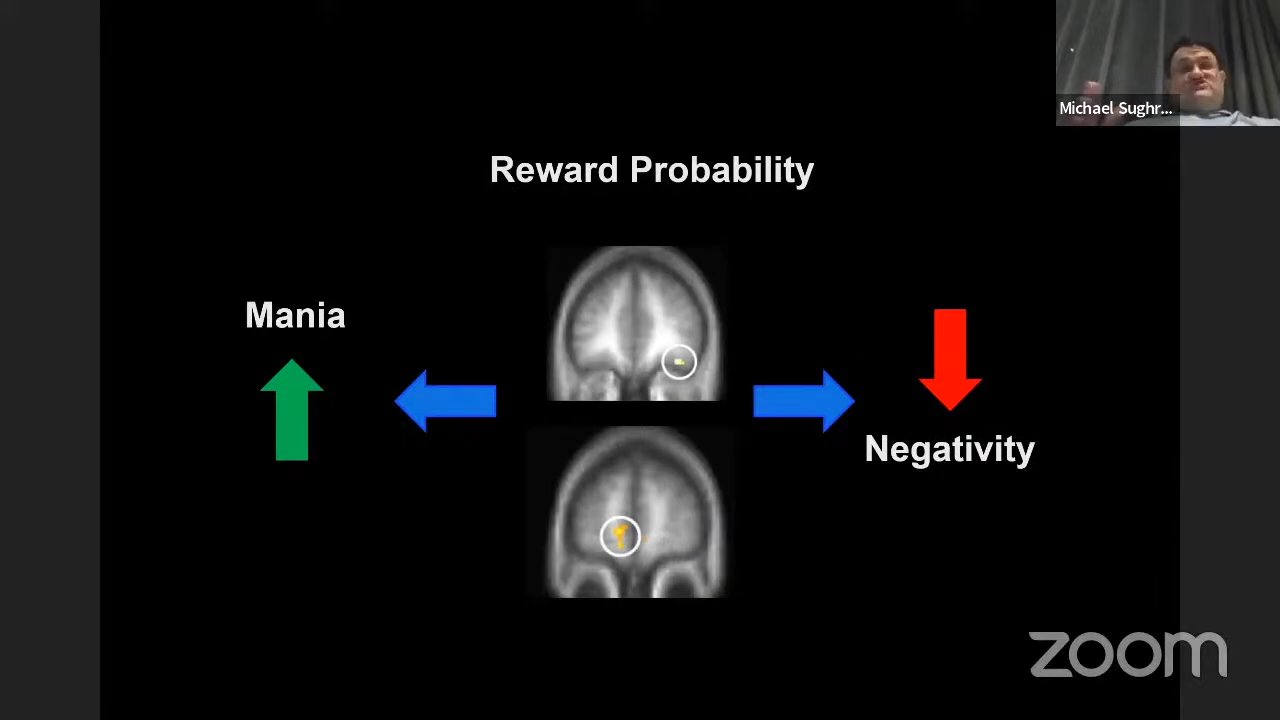 Michael Sughr...
Reward Probability
Mania
Negativity
zoom